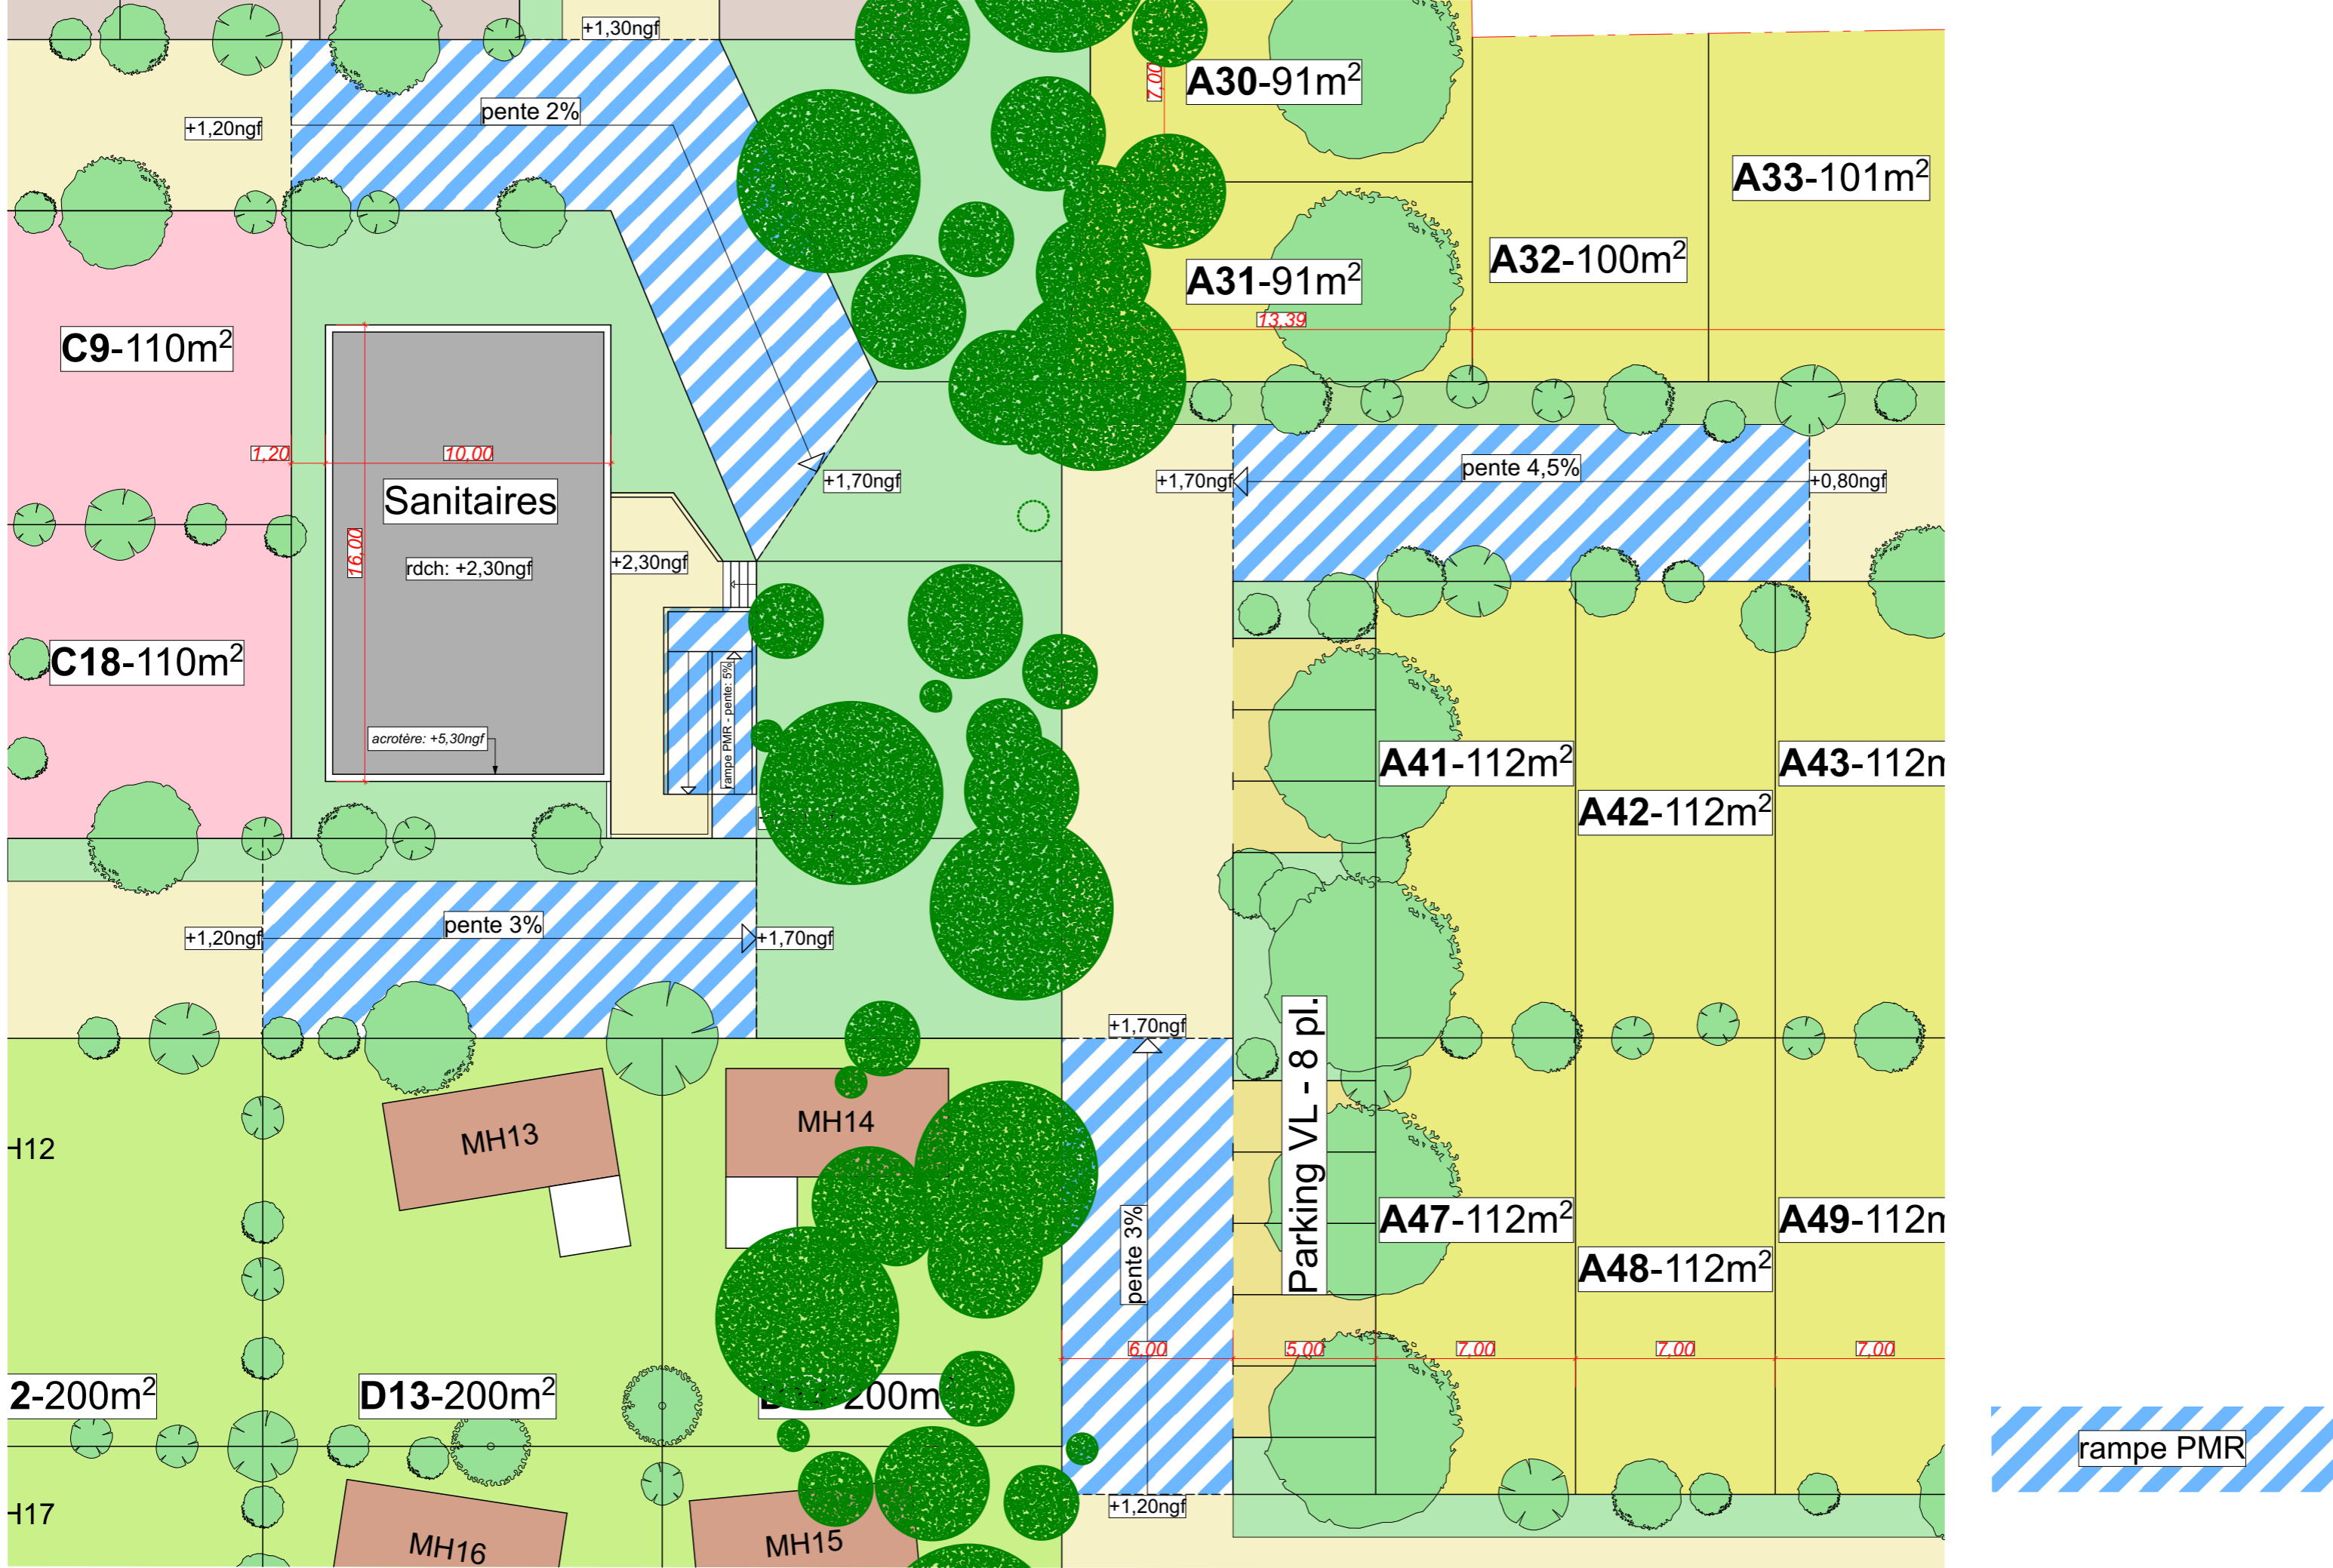 +1,30ngf
A30-91m²
7,00
pente 2%
+1,20ngf
A33-101m²
A32-100m²
A31-91m²
13,39
C9-110m²
1,20
10,00
pente 4,5%
+1,70ngf
+1,70ngf
+0,80ngf
Sanitaires
16,00
rdch: +2,30ngf
+2,30ngf
C18-110m²
rampe PMR - pente: 5%
acrotère: +5,30ngf
A41-112m²
A43-112m
A42-112m²
pente 3%
+1,20ngf
+1,70ngf
+1,70ngf
Parking VL - 8 pl.
MH14
MH13
H12
pente 3%
A47-112m²
A49-112m
A48-112m²
6,00
5,00
7,00
7,00
7,00
2-200m²
D13-200m²
200m
rampe PMR
+1,20ngf
H17
MH16
MH15